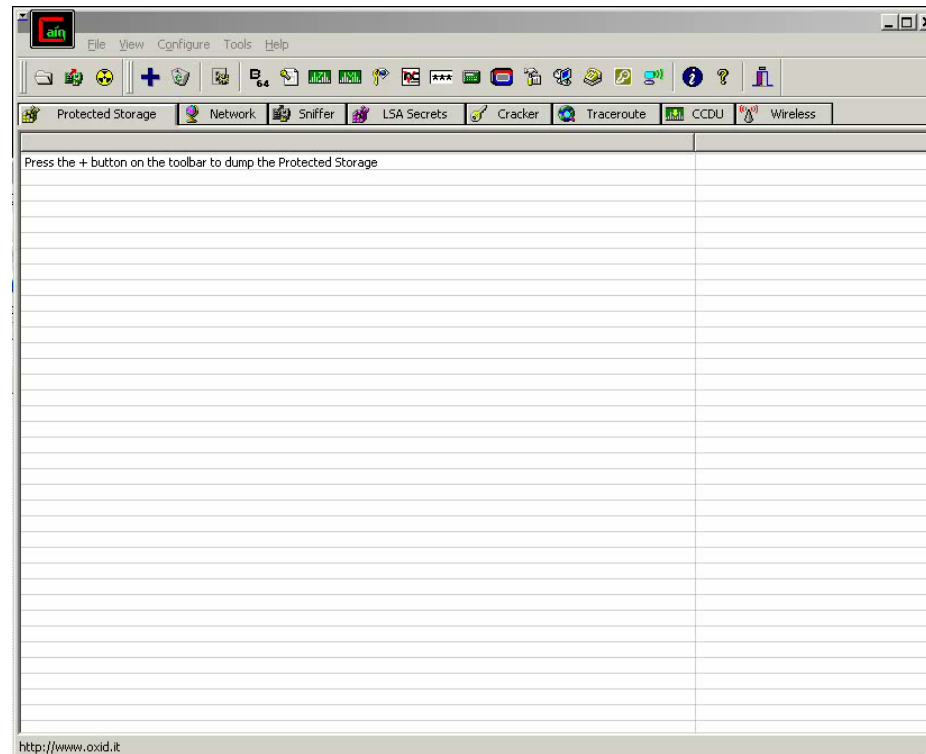 ain
File View Configure Tools Help
B64 ***
Protected Storage Network Sniffer LSA Secrets Cracker Traceroute CCDU Wireless
Press the + button on the toolbar to dump the Protected Storage
http://www.oxid.it